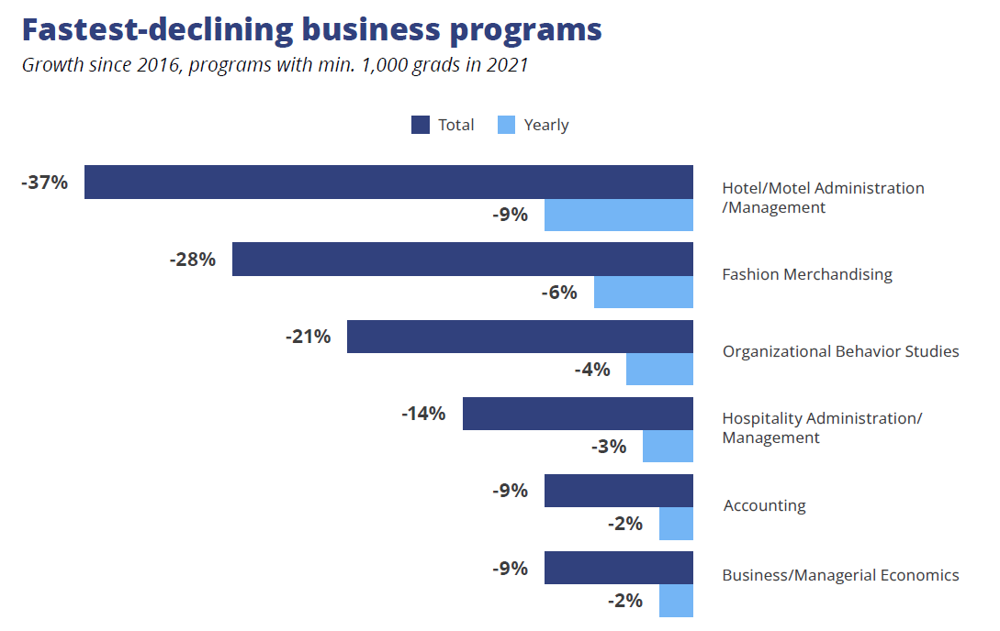 Fastest-declining business programs
Growth since 2016, programs with min. 1,000 grads in 2021
Total
Yearly
-37%
-9%
Hotel/Motel Administration
/Management
-28%
-6%
Fashion Merchandising
-21%
-4%
Organizational Behavior Studies
-14%
-3%
Hospitality Administration/
Management
-9%
-2%
Accounting
-9%
-2%
Business/Managerial Economics